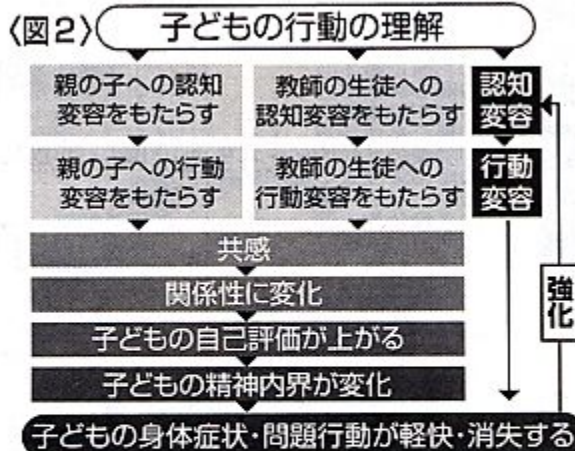 〈図2〉
子どもの行動の理解
親の子への認知
変容をもたらす
教師の生徒への
認知変容をもたらす
認知
変容
親の子への行動
変容をもたらす
教師の生徒への
行動変容をもたらす
行動
変容
共感
関係性に変化
強化
子どもの自己評価が上がる
子どもの精神内界が変化
子どもの身体症状・問題行動が軽快・消失する